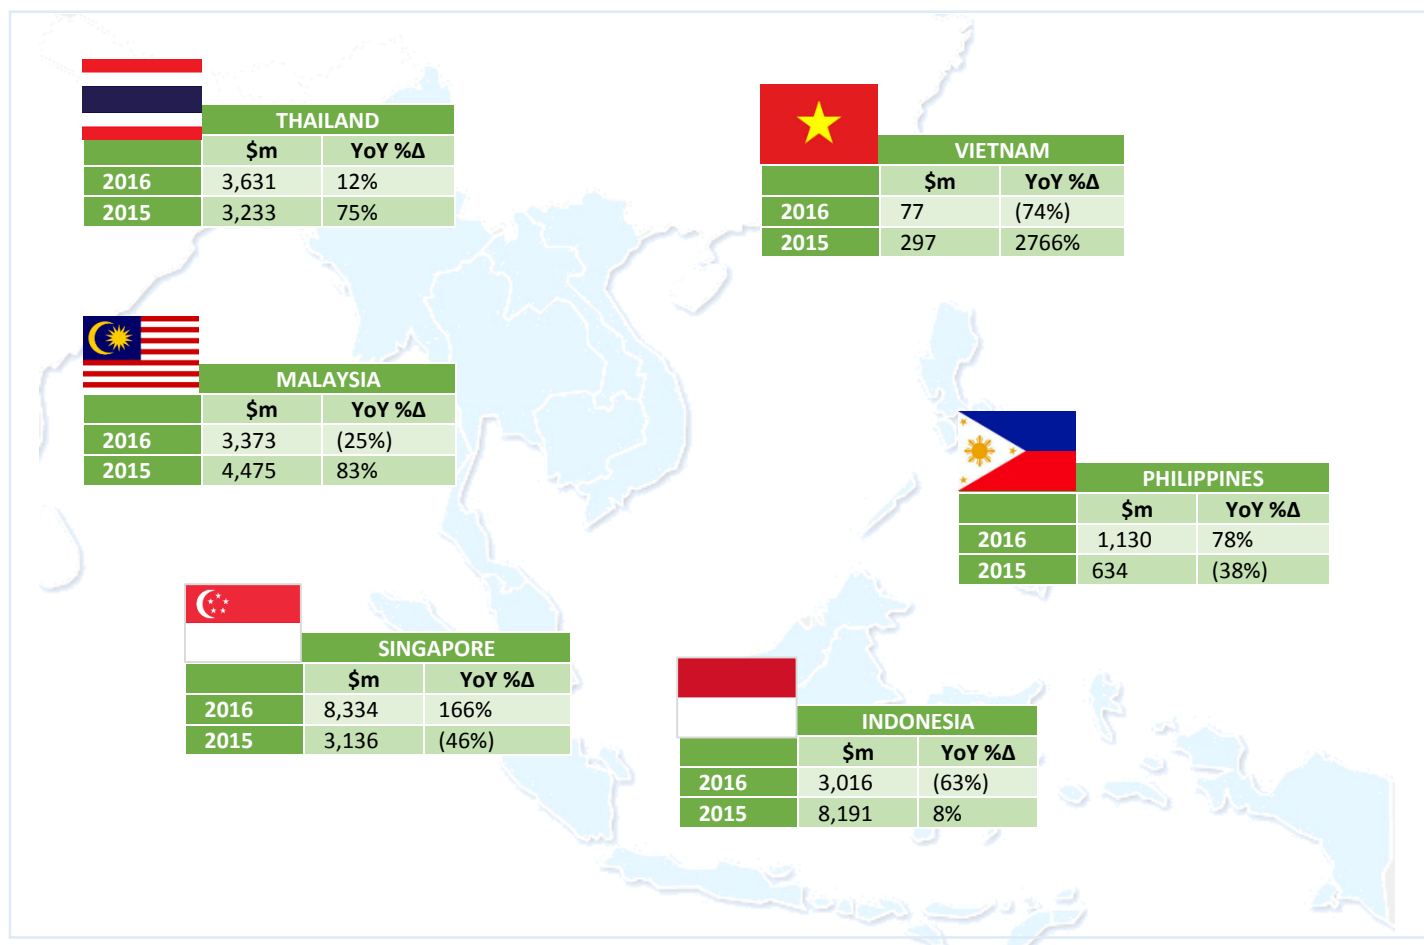 THAILAND
$m YoY %Δ
2016 3,631 12%
2015 3,233 75%
VIETNAM
$m YoY %Δ
2016 77 (74%)
2015 297 2766%
MALAYSIA
$m YoY %Δ
2016 3,373 (25%)
2015 4,475 83%
PHILIPPINES
$m YoY %Δ
2016 1,130 78%
2015 634 (38%)
SINGAPORE
$m YoY %Δ
2016 8,334 166%
2015 3,136 (46%)
INDONESIA
$m YoY %Δ
2016 3,016 (63%)
2015 8,191 8%